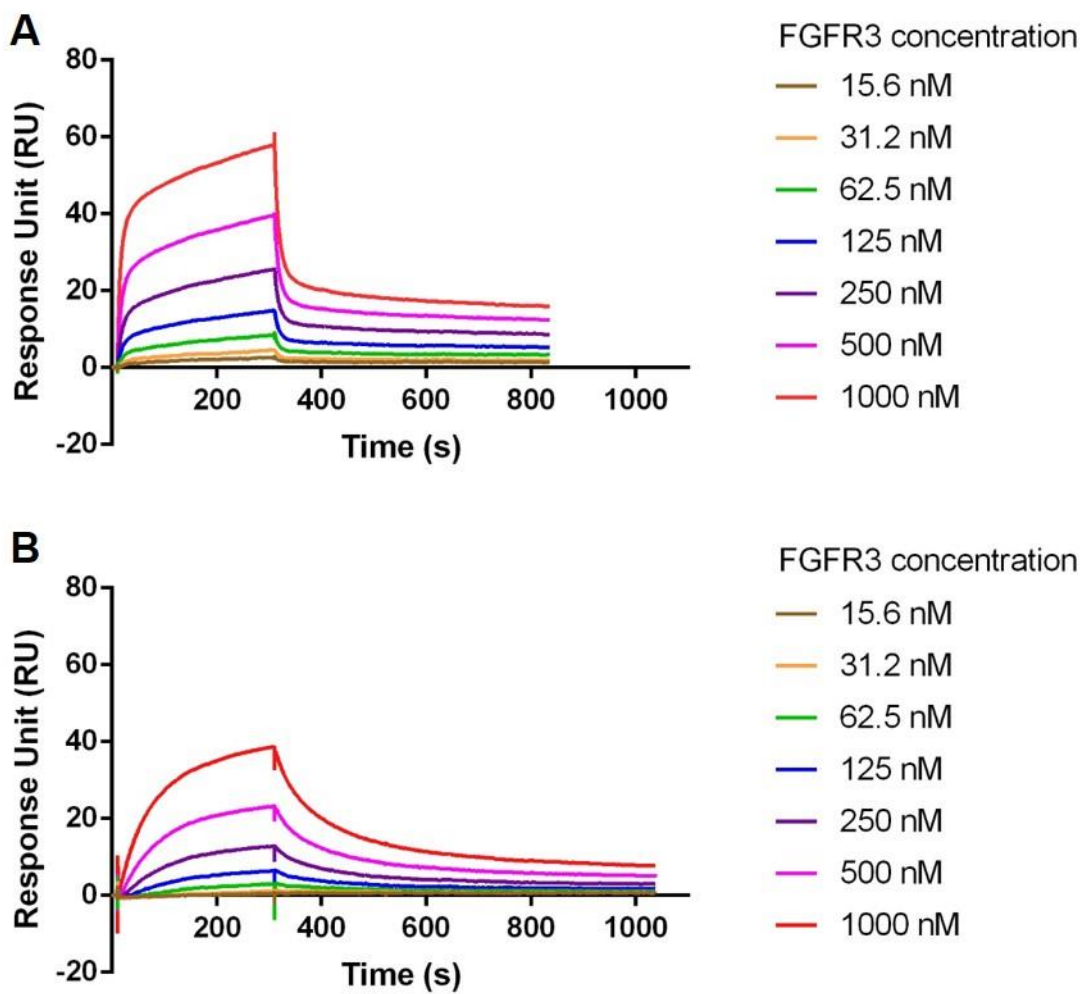 A
FGFR3 concentration
80
60
40
20
0
-20
Response Unit (RU)
200 400 600 800 1000
Time (s)
15.6 nM
31.2 nM
62.5 nM
125 nM
250 nM
500 nM
1000 nM
B
FGFR3 concentration
80
60
40
20
0
-20
Response Unit (RU)
200 400 600 800 1000
Time (s)
15.6 nM
31.2 nM
62.5 nM
125 nM
250 nM
500 nM
1000 nM